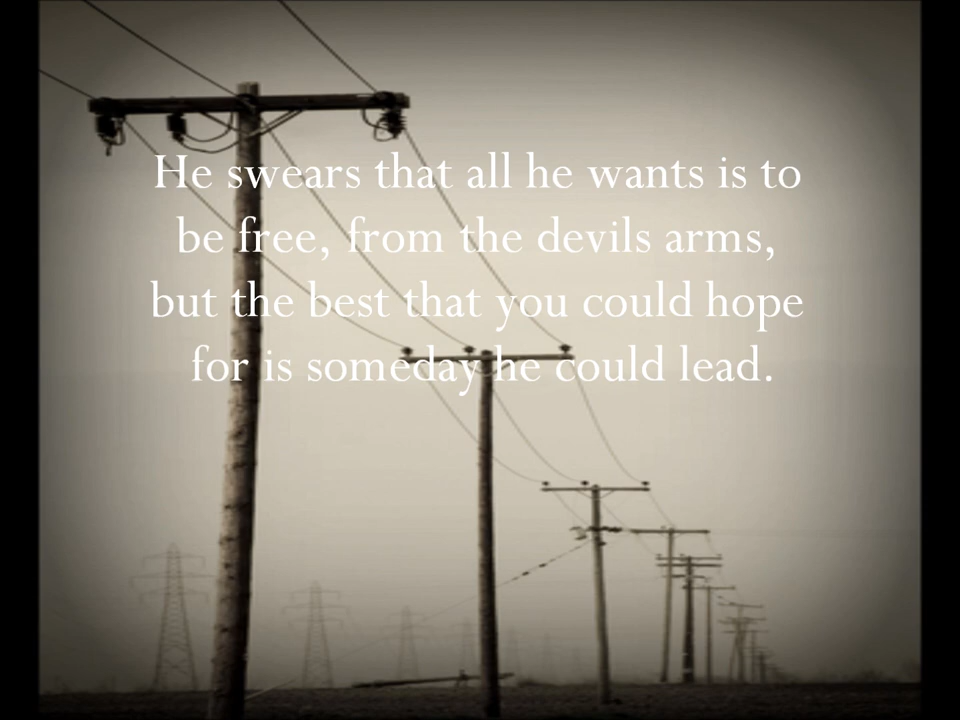 He swears that all he wants is to
be free, from the devils arms,
but the best that you could hope
for is someday he could lead.